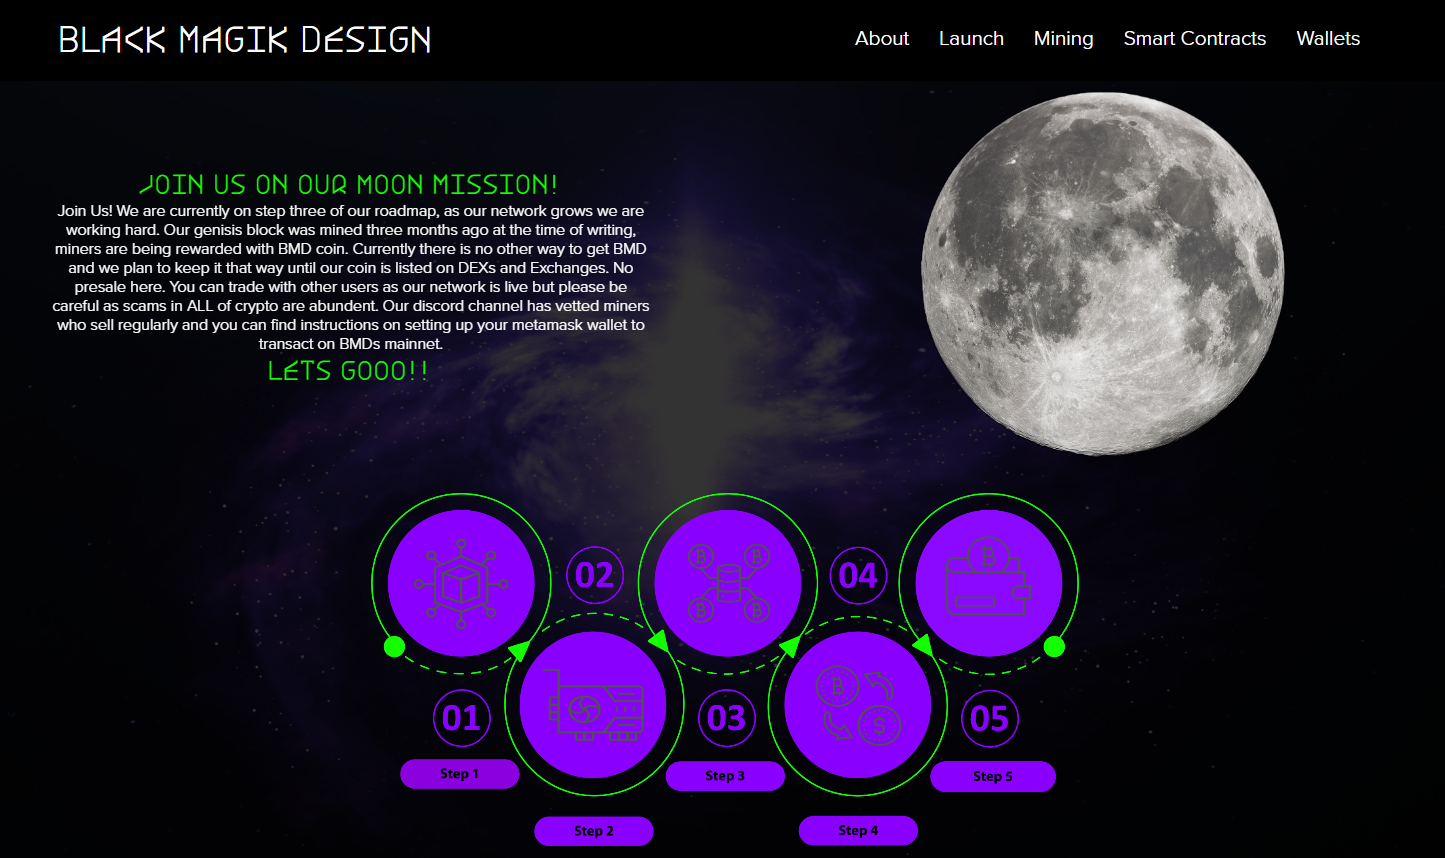 BLACK MAGIK DESIGN
About Launch Mining Smart Contracts Wallets
JOIN US ON OUR MOON MISSION!
Join Us! We are currently on step three of our roadmap, as our network grows we are
working hard. Our genisis block was mined three months ago at the time of writing,
miners are being rewarded with BMD coin. Currently there is no other way to get BMD
and we plan to keep it that way until our coin is listed on DEXs and Exchanges. No
presale here. You can trade with other users as our network is live but please be
careful as scams in ALL of crypto are abundent. Our discord channel has vetted miners
who sell regularly and you can find instructions on setting up your metamask wallet to
transact on BMDs mainnet.
LETS GOOO!!
02
04
01
03
05
Step 1
Step 3
Step 5
Step 2
Step 4